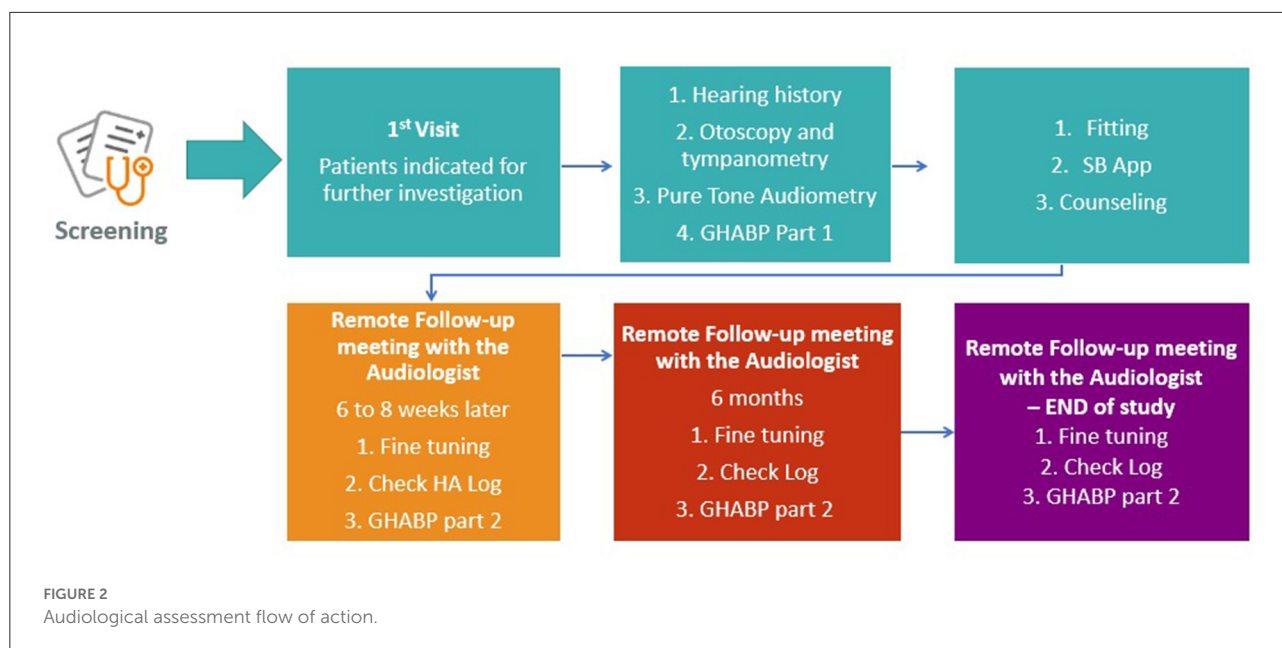 Screening
1st Visit
Patients indicated for
further investigation
1. Hearing history
2. Otoscopy and
tympanometry
3. Pure Tone Audiometry
4. GHABP Part 1
1. Fitting
2. SB App
3. Counseling
Remote Follow-up
meeting with the
Audiologist
6 to 8 weeks later
1. Fine tuning
2. Check HA Log
3. GHABP part 2
Remote Follow-up meeting
with the Audiologist
6 months
1. Fine tuning
2. Check Log
3. GHABP part 2
Remote Follow-up meeting
with the Audiologist
– END of study
1. Fine tuning
2. Check Log
3. GHABP part 2
FIGURE 2
Audiological assessment flow of action.